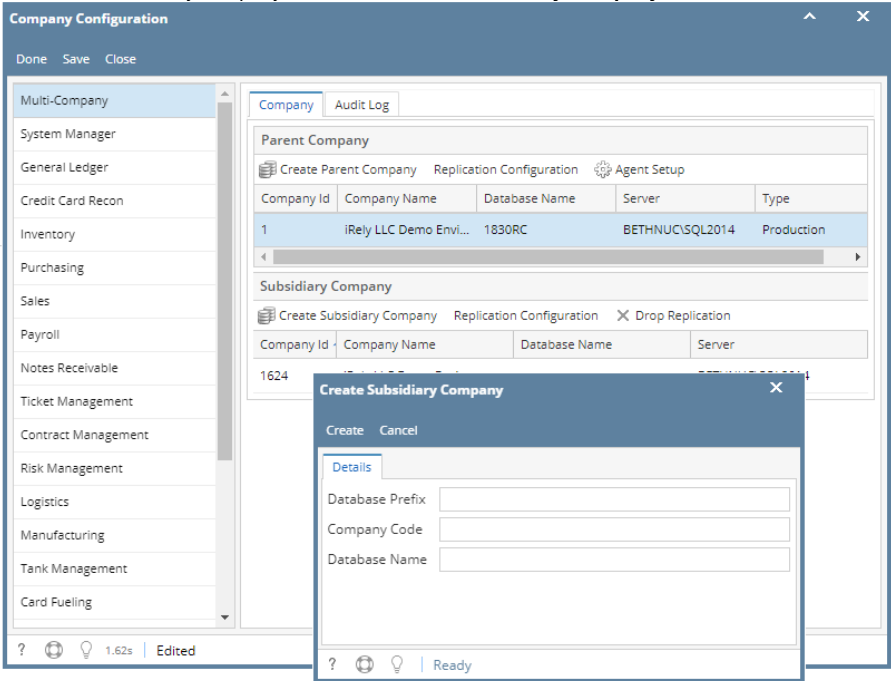 Company Configuration
Done Save Close
Multi-Company
System Manager
General Ledger
Credit Card Recon
Inventory
Purchasing
Sales
Payroll
Notes Receivable
Ticket Management
Contract Management
Risk Management
Logistics
Manufacturing
Tank Management
Card Fueling
Company Audit Log
Parent Company
Create Parent Company Replication Configuration Agent Setup
Company Id Company Name Database Name Server Type
1 iRely LLC Demo Envi... 1830RC BETHNUC\SQL2014 Production
Subsidiary Company
Create Subsidiary Company Replication Configuration Drop Replication
Company Id Company Name Database Name Server
1624
Create Subsidiary Company
Create Cancel
Details
Database Prefix
Company Code
Database Name
? Ready
? 1.62s Edited